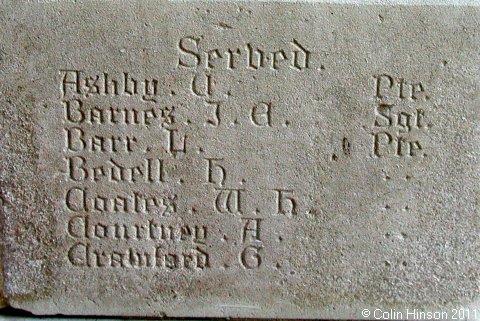 Served.
Ashby . U. Pte.
Barnes . J . E. Sgt.
Barr . L. Pte.
Bedell . H. . .
Coates . W . H. . .
Courtney . A. . .
Crawford . G. . .
© Colin Hinson 2011